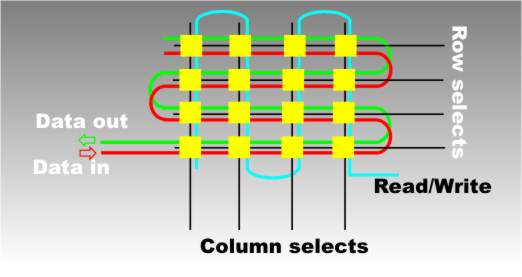 Row selects
Data out
Data in
Read/Write
Column selects